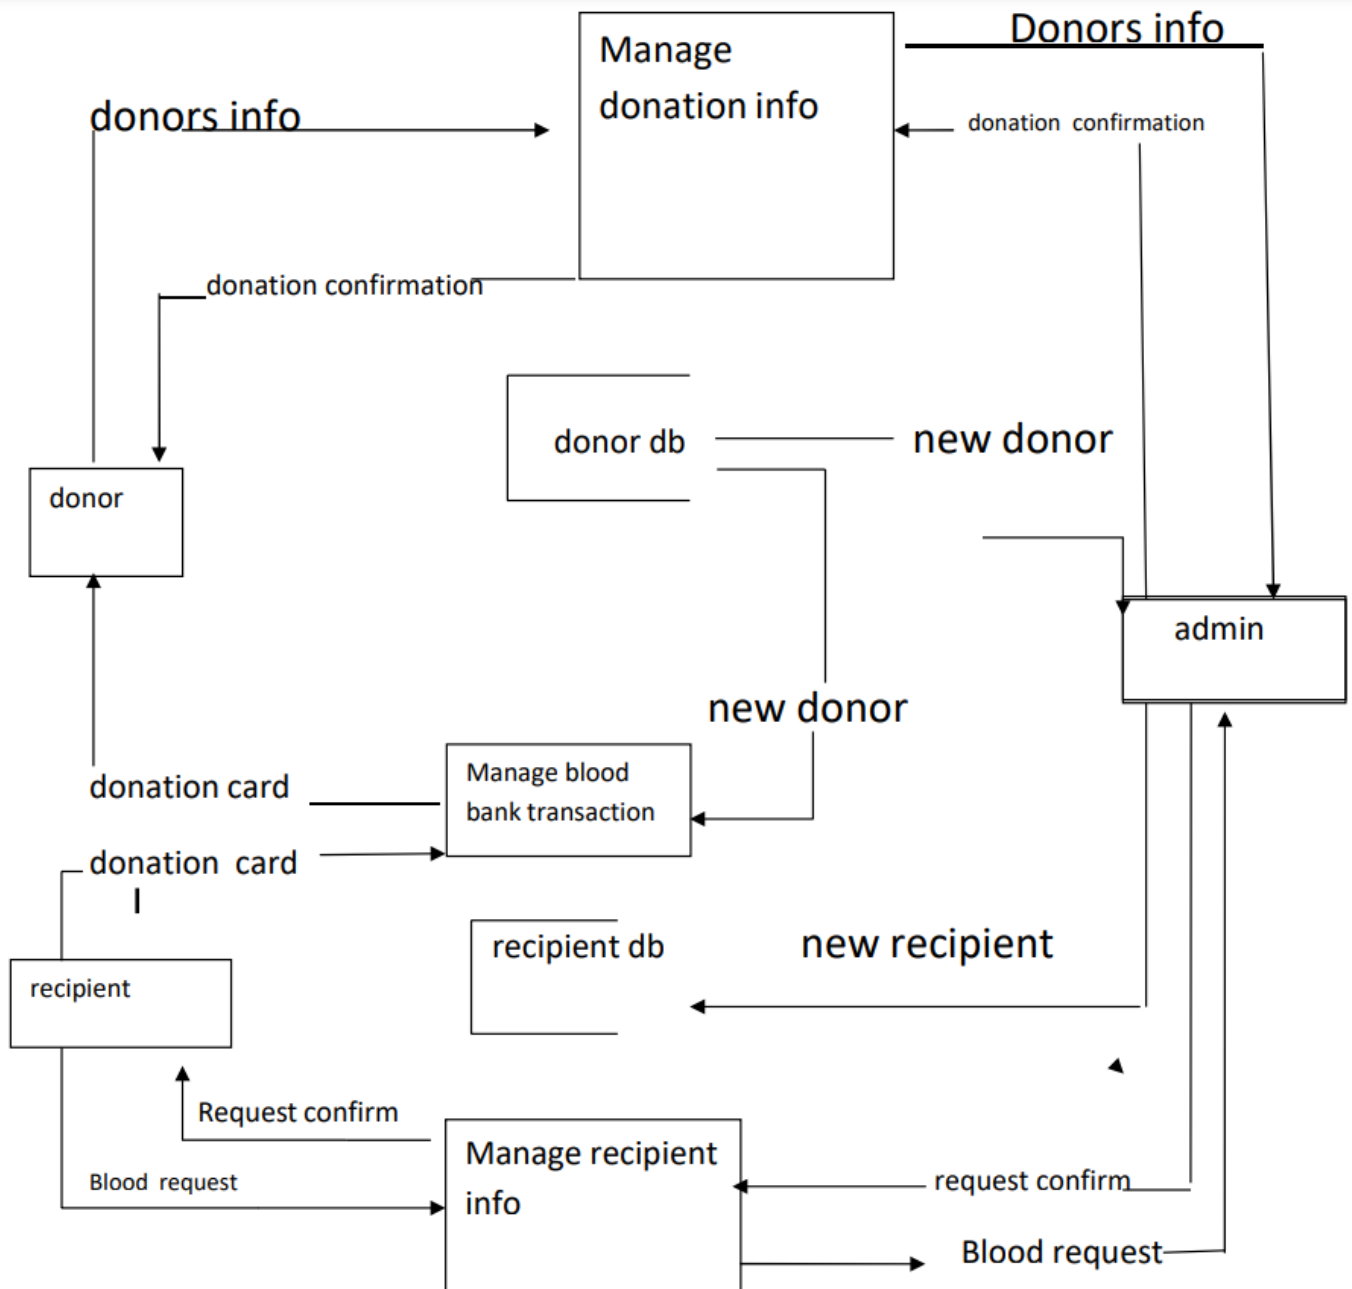 Donors info
Manage
donation info
donors info
donation  confirmation
donation confirmation
donor db
new donor
donor
admin
new donor
Manage blood
bank transaction
donation card
donation  card
recipient db
new recipient
recipient
Request confirm
Manage recipient
info
Blood  request
request confirm
Blood request